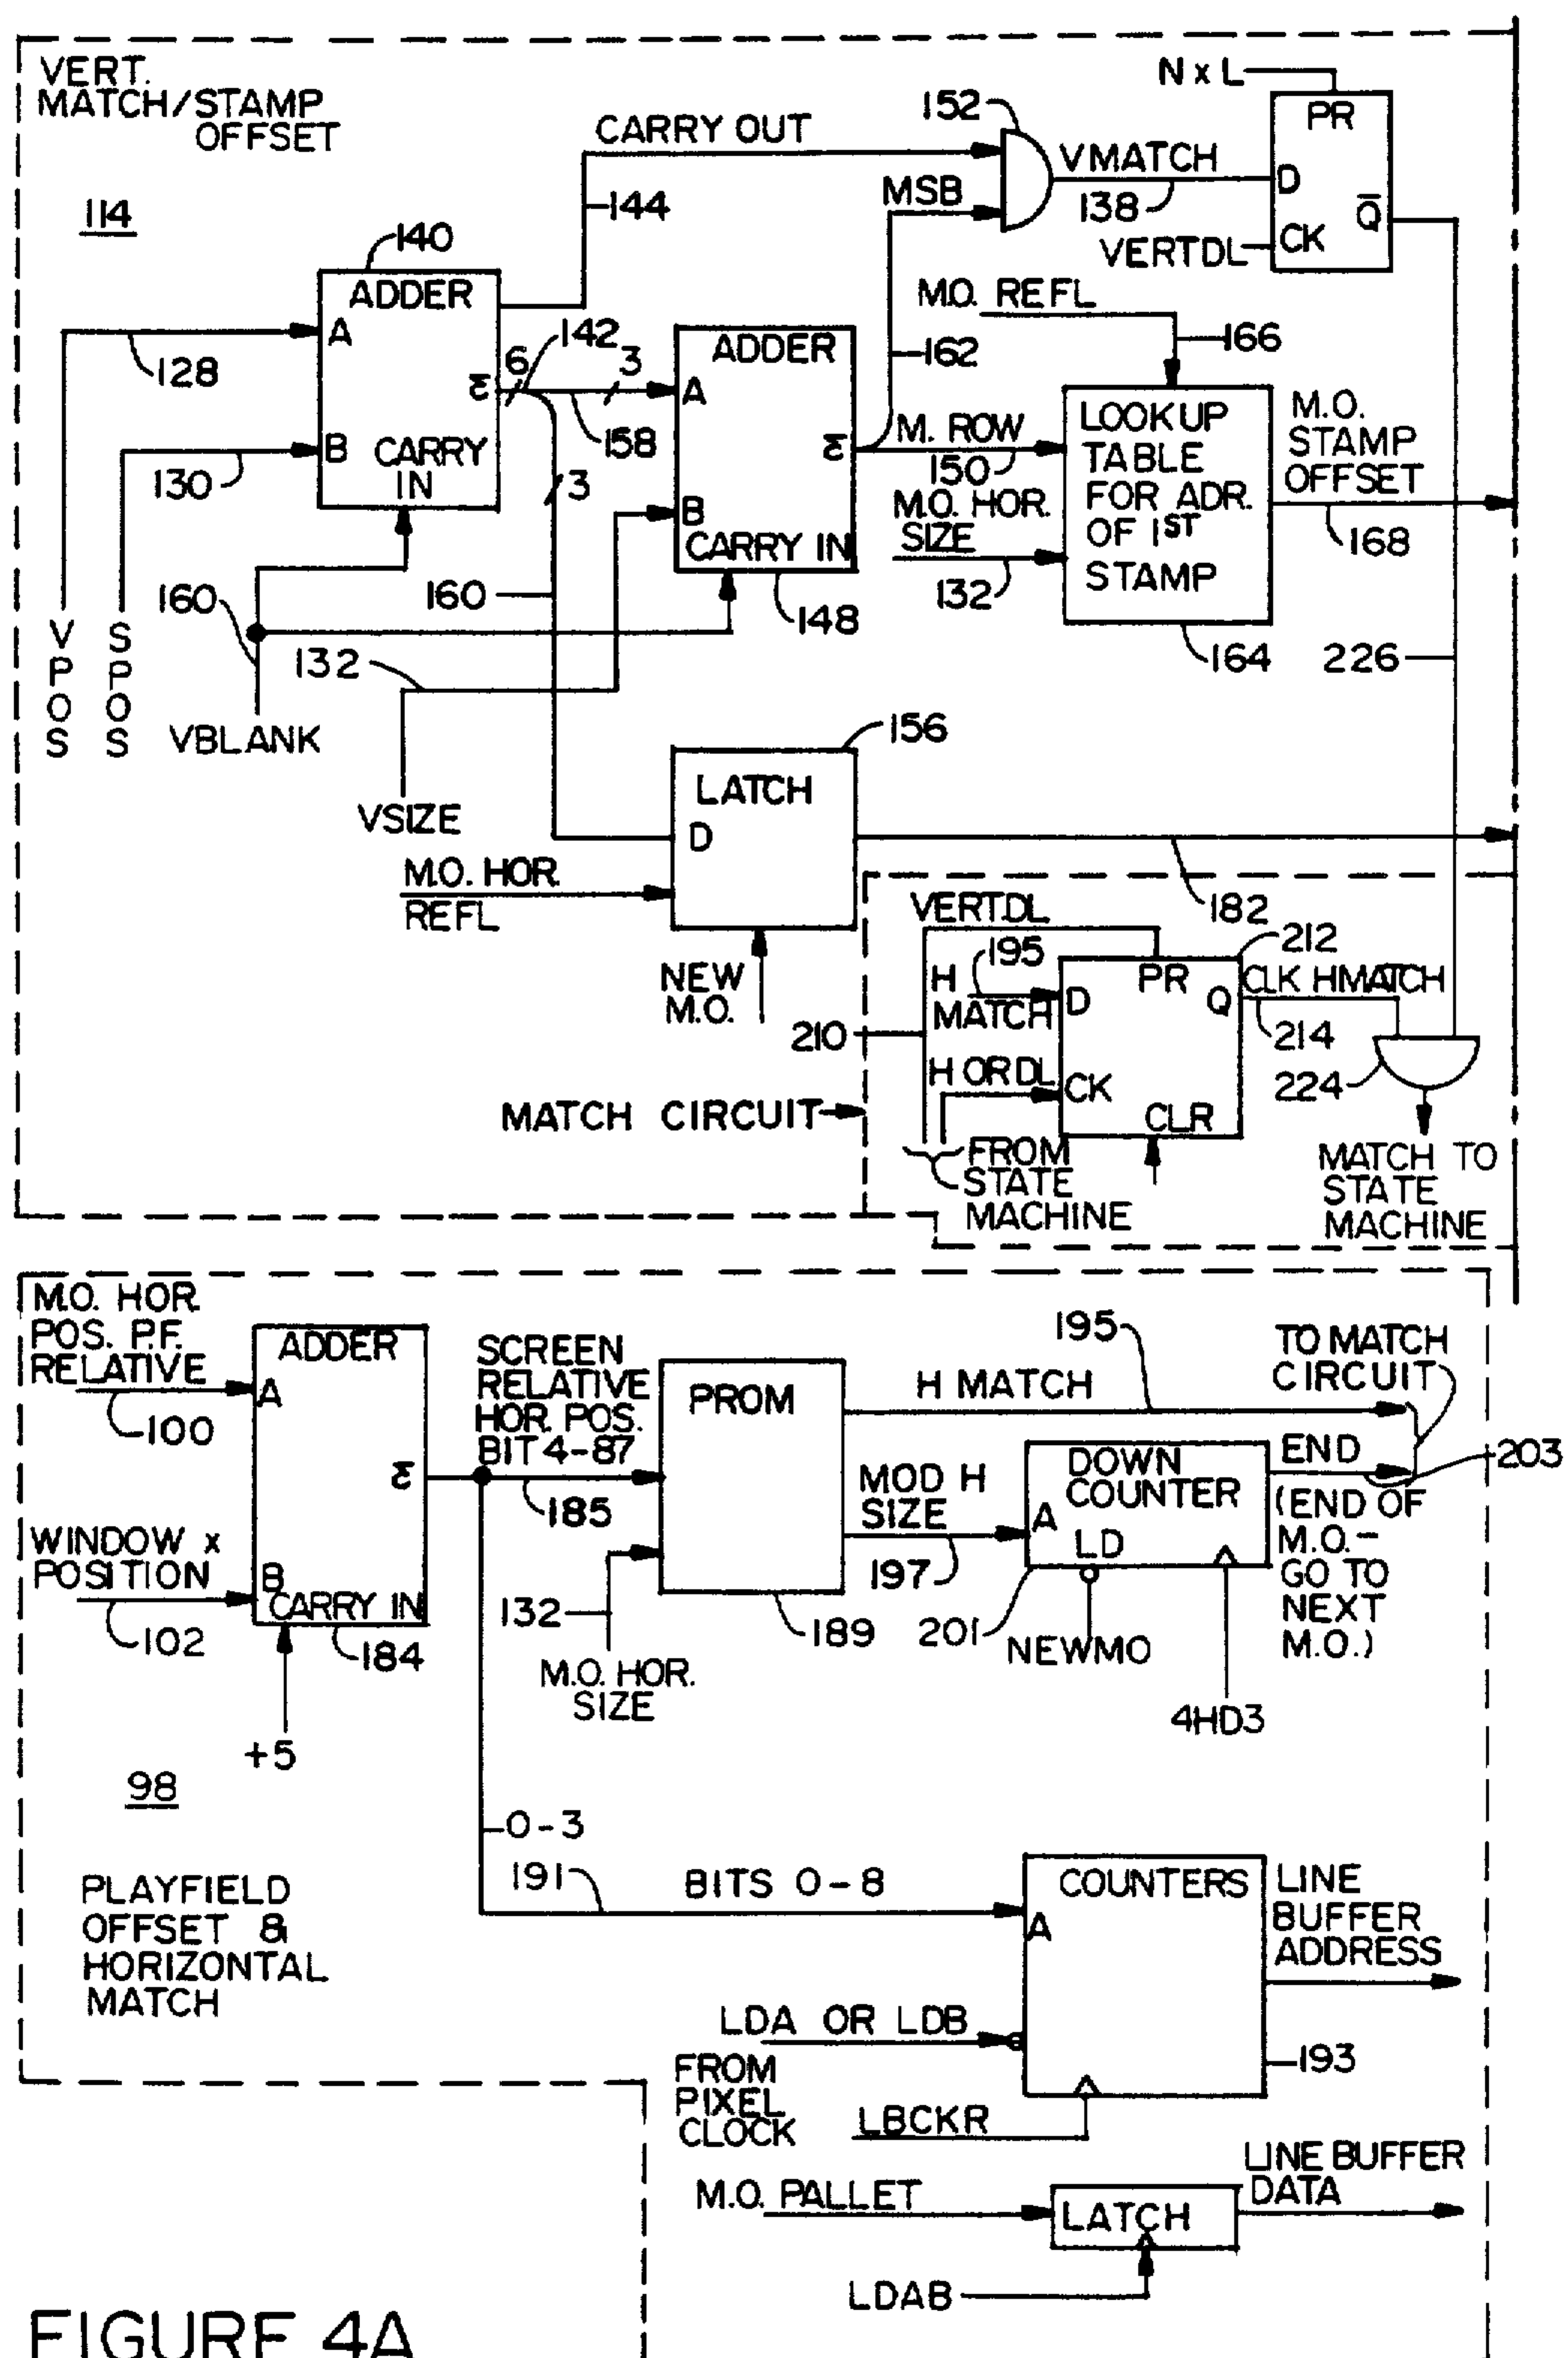 VERT.
MATCH/STAMP
OFFSET
114
N x L
PR
D
Q̅
CK
VERTDL
152
VMATCH
138
CARRY OUT
144
MSB
140
ADDER
A
B
CARRY
IN
Σ̅
128
130
6
142
3
158
3
160
ADDER
A
B
Σ̅
CARRY IN
148
162
M.O. REFL
166
M. ROW
150
M.O. HOR.
SIZE
132
LOOKUP
TABLE
FOR ADR.
OF 1ST
STAMP
164
M.O.
STAMP
OFFSET
168
226
160
VPOS
SPOS
VBLANK
132
VSIZE
156
LATCH
D
M.O. HOR.
REFL
NEW
M.O.
182
VERTDL
195
H
MATCH
210
H OR DL
212
PR
D
Q
CK
CLR
CLK HMATCH
214
224
MATCH CIRCUIT
FROM
STATE
MACHINE
MATCH TO
STATE
MACHINE
M.O. HOR.
POS. P.F.
RELATIVE
100
WINDOW x
POSITION
102
ADDER
A
Σ̅
B
CARRY IN
184
+5
98
SCREEN
RELATIVE
HOR. POS.
BIT 4-87
185
132
M.O. HOR.
SIZE
PROM
189
195
H MATCH
TO MATCH
CIRCUIT
MOD H
SIZE
197
DOWN
COUNTER
A
LD
201
NEWMO
4HD3
END
203
(END OF
M.O.-
GO TO
NEXT
M.O.)
0-3
191
BITS 0-8
PLAYFIELD
OFFSET &
HORIZONTAL
MATCH
COUNTERS
A
LINE
BUFFER
ADDRESS
193
LDA OR LDB
FROM
PIXEL
CLOCK
LBCKR
M.O. PALLET
LATCH
LINE BUFFER
DATA
LDAB
FIGURE 4A